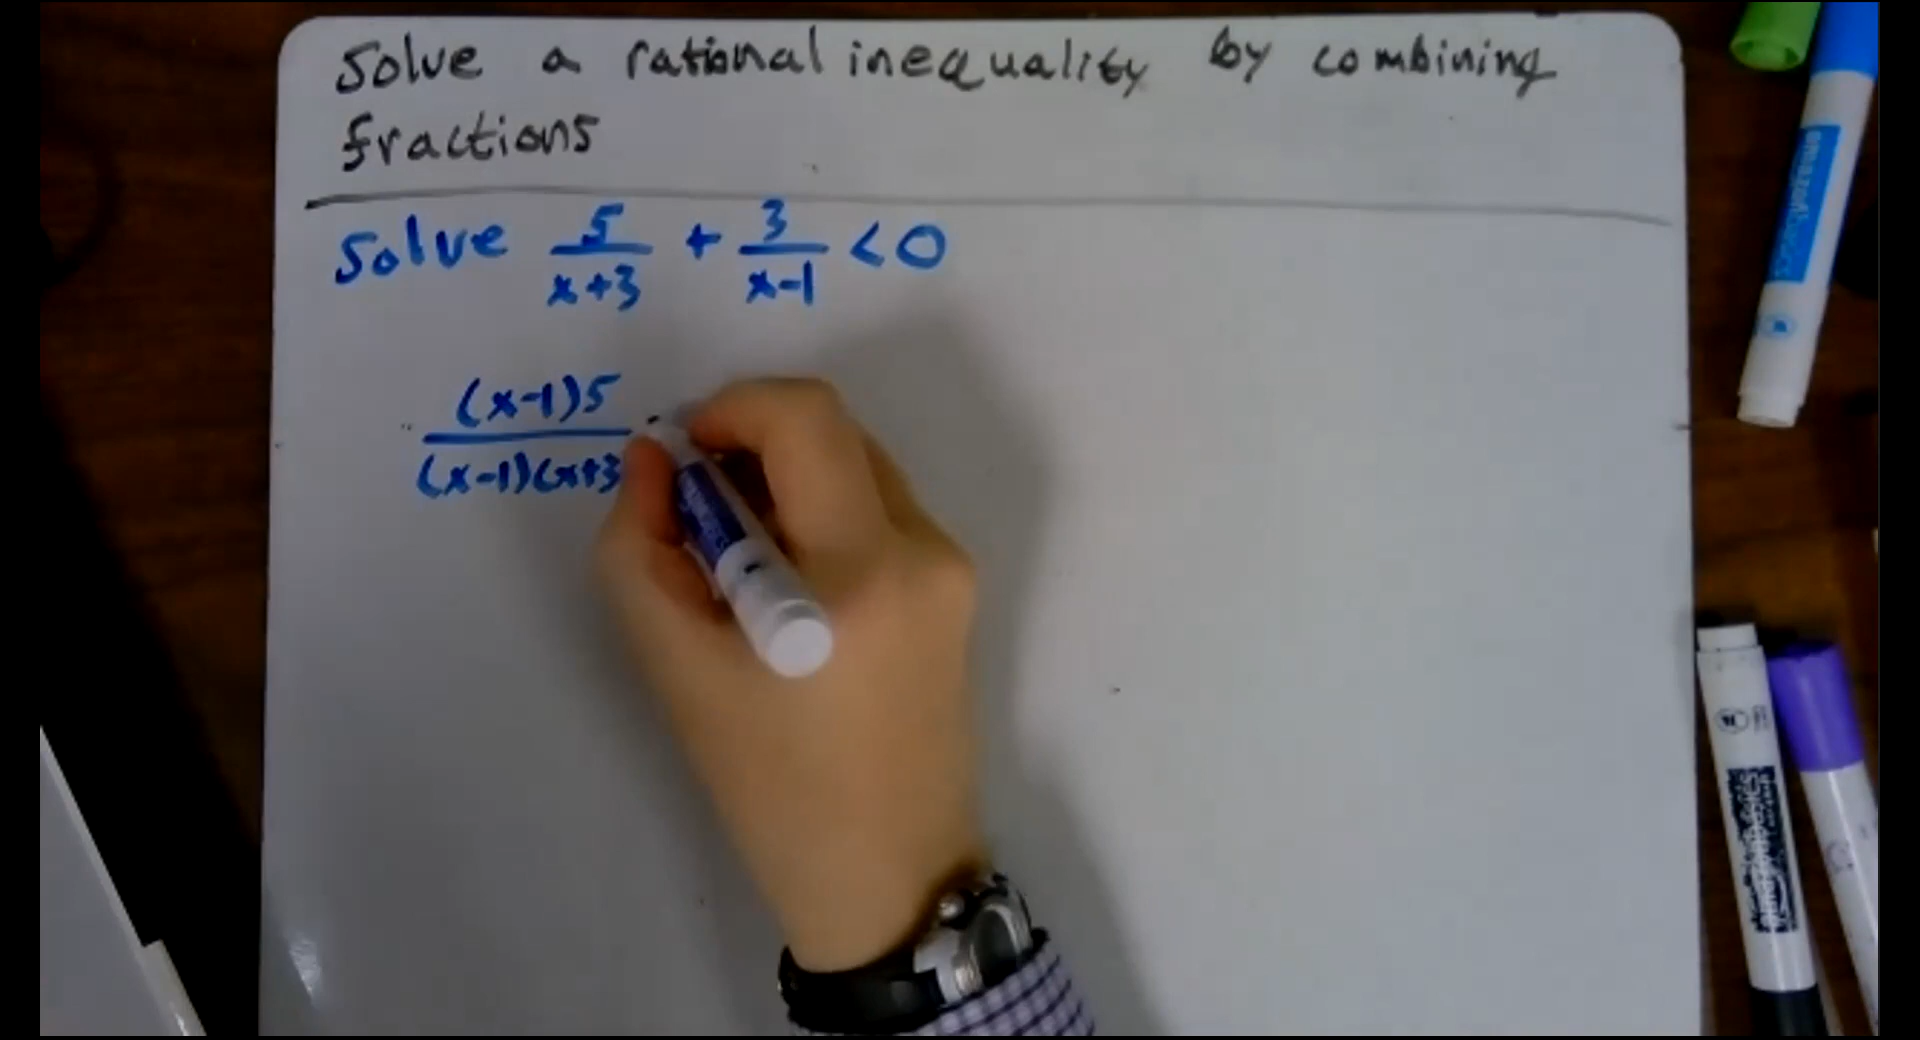 Solve a rational inequality by combining
fractions
Solve 5/(x+3) + 3/(x-1) < 0
(x-1)5
(x-1)(x+3